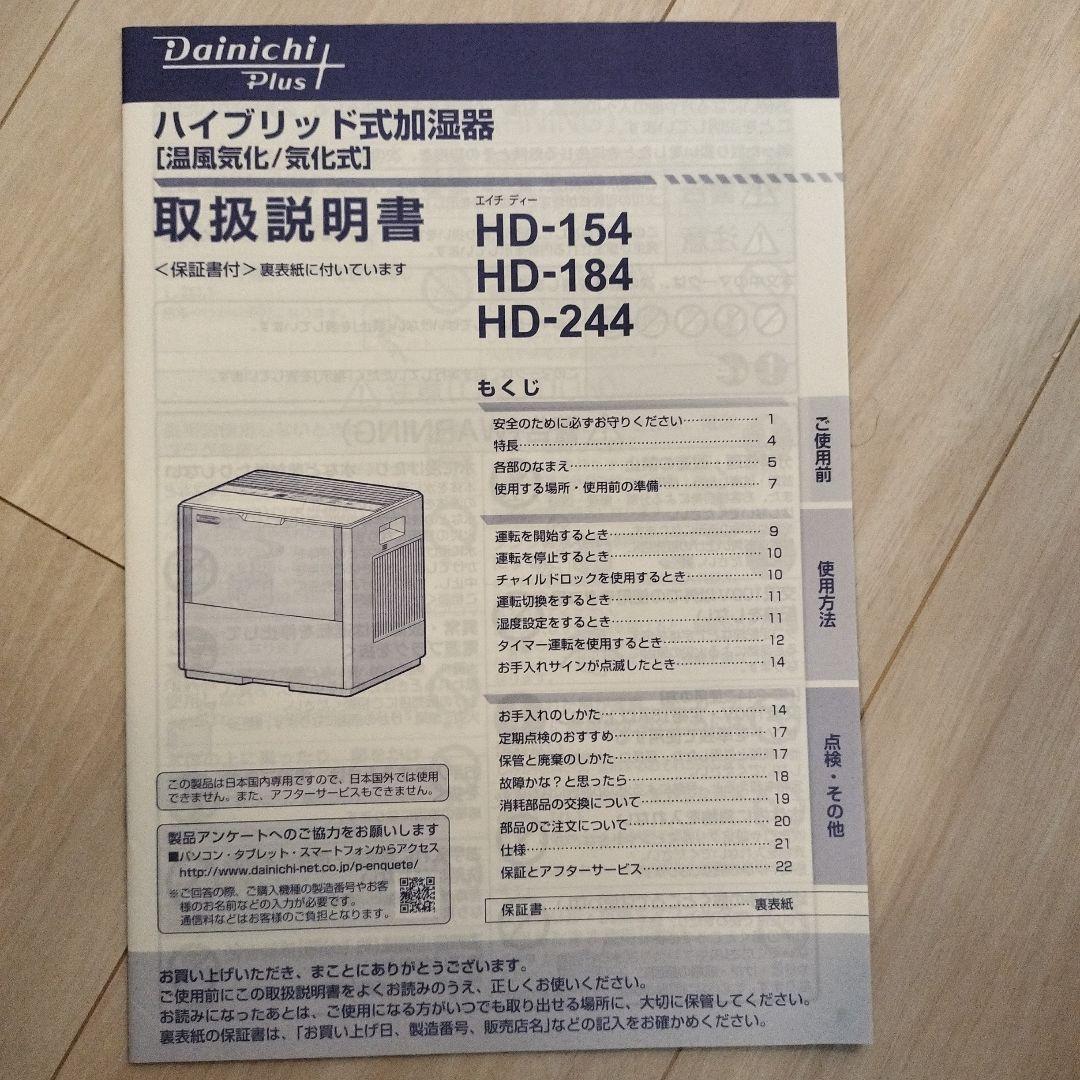 Dainichi
Plus
ハイブリッド式加湿器
[温風気化/気化式]
取扱説明書
<保証書付>裏表紙に付いています
エイチ ディー
HD-154
HD-184
HD-244
もくじ
安全のために必ずお守りください………………1
特長………………4
各部のなまえ………………5
使用する場所・使用前の準備………………7
ご使用前
運転を開始するとき………………9
運転を停止するとき………………10
チャイルドロックを使用するとき………………10
運転切換をするとき………………11
湿度設定をするとき………………11
タイマー運転を使用するとき………………12
お手入れサインが点滅したとき………………14
使用方法
お手入れのしかた………………14
定期点検のおすすめ………………17
保管と廃棄のしかた………………17
故障かな?と思ったら………………18
消耗部品の交換について………………19
部品のご注文について………………20
仕様………………21
保証とアフターサービス………………22
点検・その他
保証書………………裏表紙
この製品は日本国内専用ですので、日本国外では使用
できません。また、アフターサービスもできません。
製品アンケートへのご協力をお願いします
■パソコン・タブレット・スマートフォンからアクセス
http://www.dainichi-net.co.jp/p-enquete/
※ご回答の際、ご購入機種の製造番号やお客
様のお名前などの入力が必要です。
通信料などはお客様のご負担となります。
お買い上げいただき、まことにありがとうございます。
ご使用前にこの取扱説明書をよくお読みのうえ、正しくお使いください。
お読みになったあとは、ご使用になる方がいつでも取り出せる場所に、大切に保管してください。
裏表紙の保証書は、「お買い上げ日、製造番号、販売店名」などの記入をお確かめください。